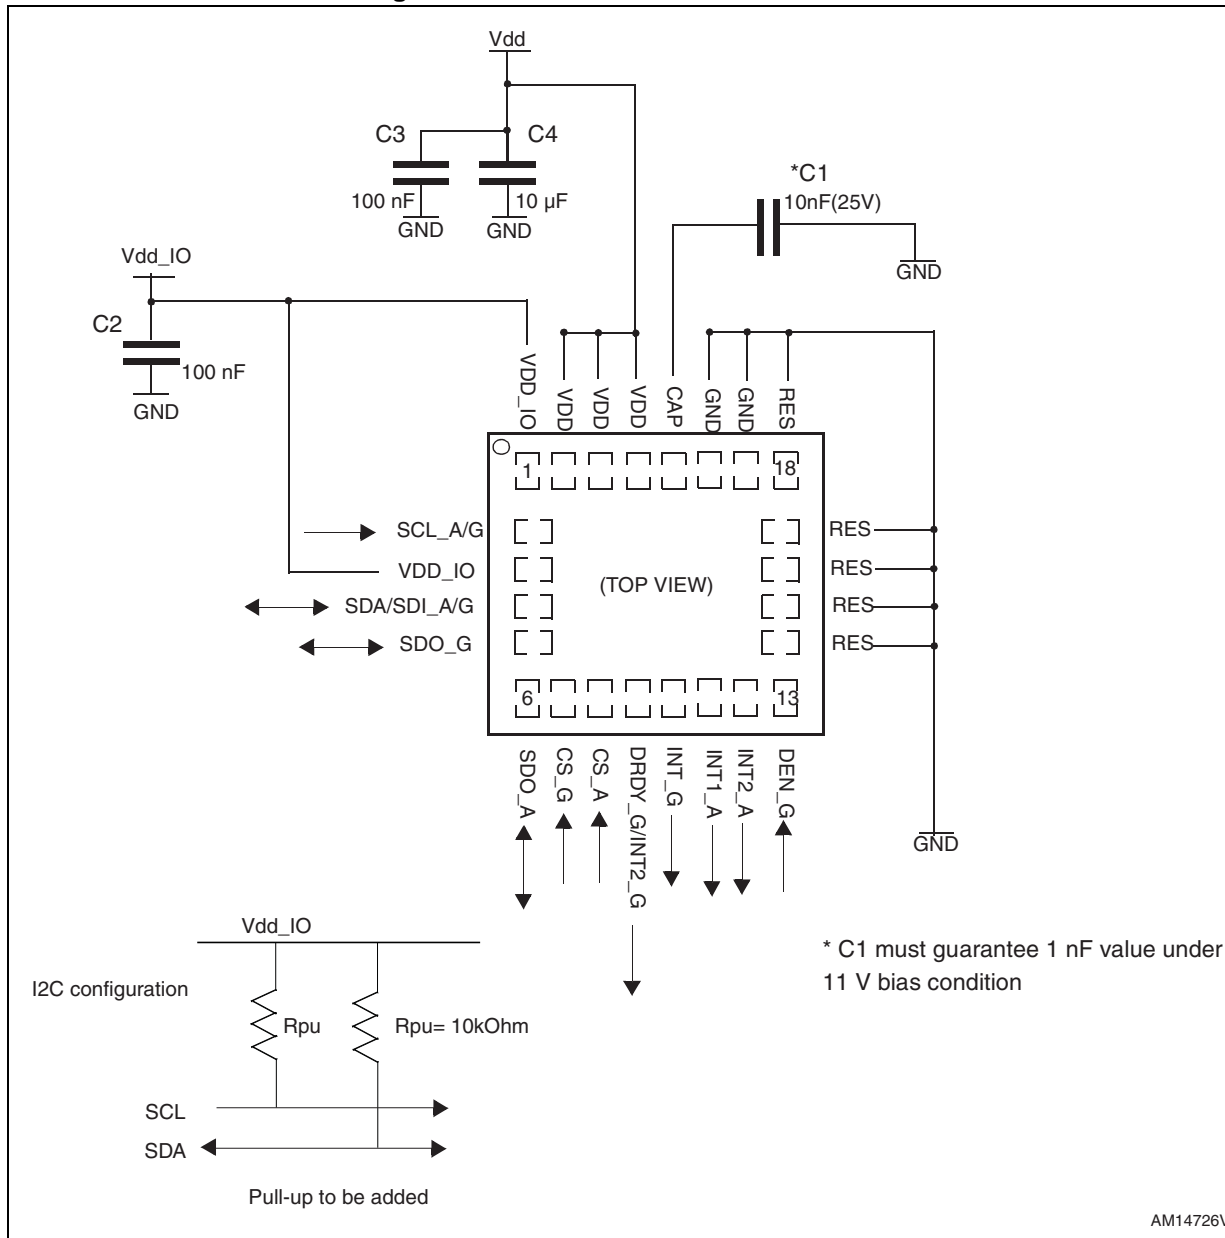 Vdd
C3
C4
100 nF
10 µF
GND
GND
*C1
10nF(25V)
GND
Vdd_IO
C2
100 nF
GND
VDD_IO
VDD
VDD
VDD
CAP
GND
GND
RES
1
18
SCL_A/G
VDD_IO
SDA/SDI_A/G
SDO_G
(TOP VIEW)
RES
RES
RES
RES
6
13
SDO_A
CS_G
CS_A
DRDY_G/INT2_G
INT_G
INT1_A
INT2_A
DEN_G
GND
Vdd_IO
I2C configuration
Rpu
Rpu= 10kOhm
SCL
SDA
Pull-up to be added
* C1 must guarantee 1 nF value under
11 V bias condition
AM14726V